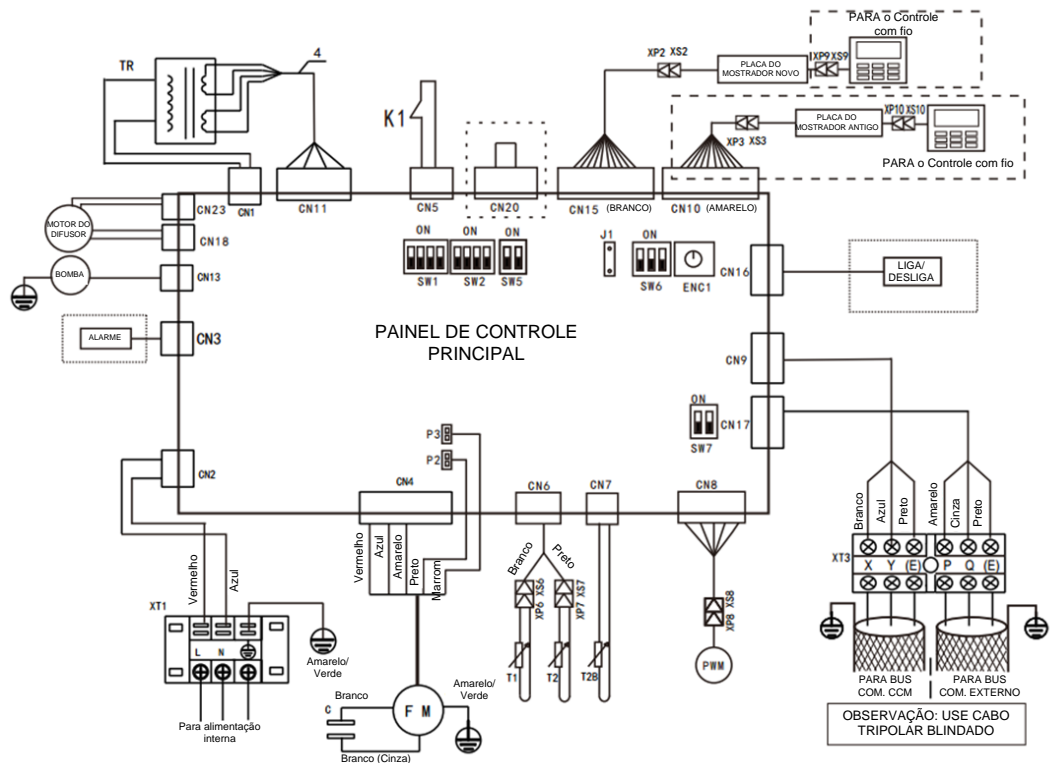 PARA o Controle
com fio
XP2 XS2
PLACA DO
MOSTRADOR NOVO
XP9 XS9
TR
4
K1
XP3 XS3
PLACA DO
MOSTRADOR ANTIGO
XP10 XS10
PARA o Controle com fio
CN23
CN1
CN11
CN5
CN20
CN15 (BRANCO)
CN10 (AMARELO)
MOTOR DO
DIFUSOR
CN18
BOMBA
CN13
ON
SW1
ON
SW2
ON
SW5
J1
ON
SW6
ENC1
CN16
LIGA/
DESLIGA
ALARME
CN3
PAINEL DE CONTROLE
PRINCIPAL
CN9
ON
SW7
CN17
P3
P2
CN2
CN4
CN6
CN7
CN8
Vermelho
Azul
Vermelho
Azul
Amarelo
Preto
Marrom
Branco
Preto
XP6 XS6
XP7 XS7
XP8 XS8
T1
T2
T2B
PWM
Branco
Azul
Preto
Amarelo
Cinza
Preto
XT3
X Y (E) P Q (E)
XT1
L N
Amarelo/
Verde
Para alimentação
interna
Branco
C
F M
Amarelo/
Verde
Branco (Cinza)
PARA BUS
COM. CCM
PARA BUS
COM. EXTERNO
OBSERVAÇÃO: USE CABO
TRIPOLAR BLINDADO